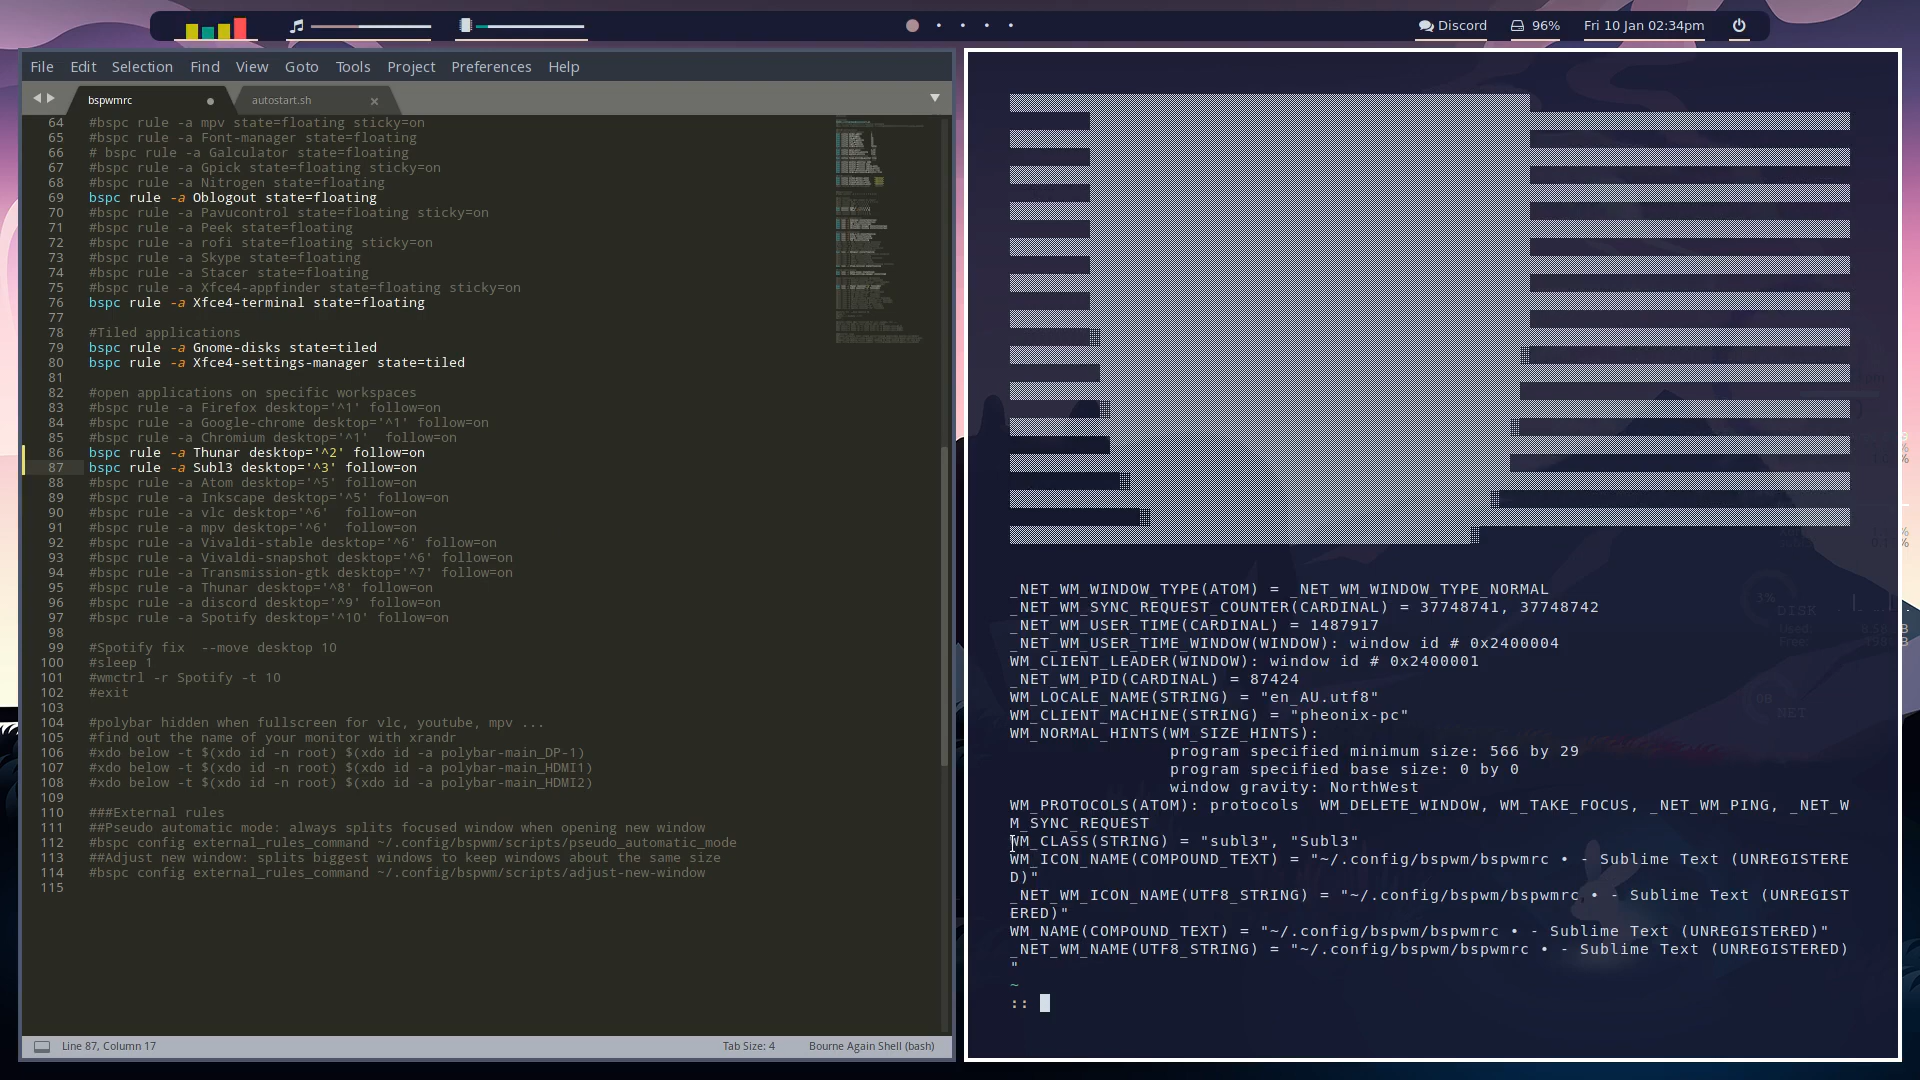 Discord
96%
Fri 10 Jan 02:34pm
File Edit Selection Find View Goto Tools Project Preferences Help
bspwmrc
autostart.sh
64 #bspc rule -a mpv state=floating sticky=on
65 #bspc rule -a Font-manager state=floating
66 # bspc rule -a Galculator state=floating
67 #bspc rule -a Gpick state=floating sticky=on
68 #bspc rule -a Nitrogen state=floating
69 bspc rule -a Oblogout state=floating
70 #bspc rule -a Pavucontrol state=floating sticky=on
71 #bspc rule -a Peek state=floating
72 #bspc rule -a rofi state=floating sticky=on
73 #bspc rule -a Skype state=floating
74 #bspc rule -a Stacer state=floating
75 #bspc rule -a Xfce4-appfinder state=floating sticky=on
76 bspc rule -a Xfce4-terminal state=floating
77
78 #Tiled applications
79 bspc rule -a Gnome-disks state=tiled
80 bspc rule -a Xfce4-settings-manager state=tiled
81
82 #open applications on specific workspaces
83 #bspc rule -a Firefox desktop='^1' follow=on
84 #bspc rule -a Google-chrome desktop='^1' follow=on
85 #bspc rule -a Chromium desktop='^1'  follow=on
86 bspc rule -a Thunar desktop='^2' follow=on
87 bspc rule -a Subl3 desktop='^3' follow=on
88 #bspc rule -a Atom desktop='^5' follow=on
89 #bspc rule -a Inkscape desktop='^5' follow=on
90 #bspc rule -a vlc desktop='^6'  follow=on
91 #bspc rule -a mpv desktop='^6'  follow=on
92 #bspc rule -a Vivaldi-stable desktop='^6' follow=on
93 #bspc rule -a Vivaldi-snapshot desktop='^6' follow=on
94 #bspc rule -a Transmission-gtk desktop='^7' follow=on
95 #bspc rule -a Thunar desktop='^8' follow=on
96 #bspc rule -a discord desktop='^9' follow=on
97 #bspc rule -a Spotify desktop='^10' follow=on
98
99 #Spotify fix  --move desktop 10
100 #sleep 1
101 #wmctrl -r Spotify -t 10
102 #exit
103
104 #polybar hidden when fullscreen for vlc, youtube, mpv ...
105 #find out the name of your monitor with xrandr
106 #xdo below -t $(xdo id -n root) $(xdo id -a polybar-main_DP-1)
107 #xdo below -t $(xdo id -n root) $(xdo id -a polybar-main_HDMI1)
108 #xdo below -t $(xdo id -n root) $(xdo id -a polybar-main_HDMI2)
109
110 ###External rules
111 ##Pseudo automatic mode: always splits focused window when opening new window
112 #bspc config external_rules_command ~/.config/bspwm/scripts/pseudo_automatic_mode
113 ##Adjust new window: splits biggest windows to keep windows about the same size
114 #bspc config external_rules_command ~/.config/bspwm/scripts/adjust-new-window
115
Line 87, Column 17
Tab Size: 4
Bourne Again Shell (bash)
_NET_WM_WINDOW_TYPE(ATOM) = _NET_WM_WINDOW_TYPE_NORMAL
_NET_WM_SYNC_REQUEST_COUNTER(CARDINAL) = 37748741, 37748742
_NET_WM_USER_TIME(CARDINAL) = 1487917
_NET_WM_USER_TIME_WINDOW(WINDOW): window id # 0x2400004
WM_CLIENT_LEADER(WINDOW): window id # 0x2400001
_NET_WM_PID(CARDINAL) = 87424
WM_LOCALE_NAME(STRING) = "en_AU.utf8"
WM_CLIENT_MACHINE(STRING) = "pheonix-pc"
WM_NORMAL_HINTS(WM_SIZE_HINTS):
program specified minimum size: 566 by 29
program specified base size: 0 by 0
window gravity: NorthWest
WM_PROTOCOLS(ATOM): protocols  WM_DELETE_WINDOW, WM_TAKE_FOCUS, _NET_WM_PING, _NET_W
M_SYNC_REQUEST
WM_CLASS(STRING) = "subl3", "Subl3"
WM_ICON_NAME(COMPOUND_TEXT) = "~/.config/bspwm/bspwmrc • - Sublime Text (UNREGISTERE
D)"
_NET_WM_ICON_NAME(UTF8_STRING) = "~/.config/bspwm/bspwmrc • - Sublime Text (UNREGIST
ERED)"
WM_NAME(COMPOUND_TEXT) = "~/.config/bspwm/bspwmrc • - Sublime Text (UNREGISTERED)"
_NET_WM_NAME(UTF8_STRING) = "~/.config/bspwm/bspwmrc • - Sublime Text (UNREGISTERED)
"
~
::
3%
DISK
NET